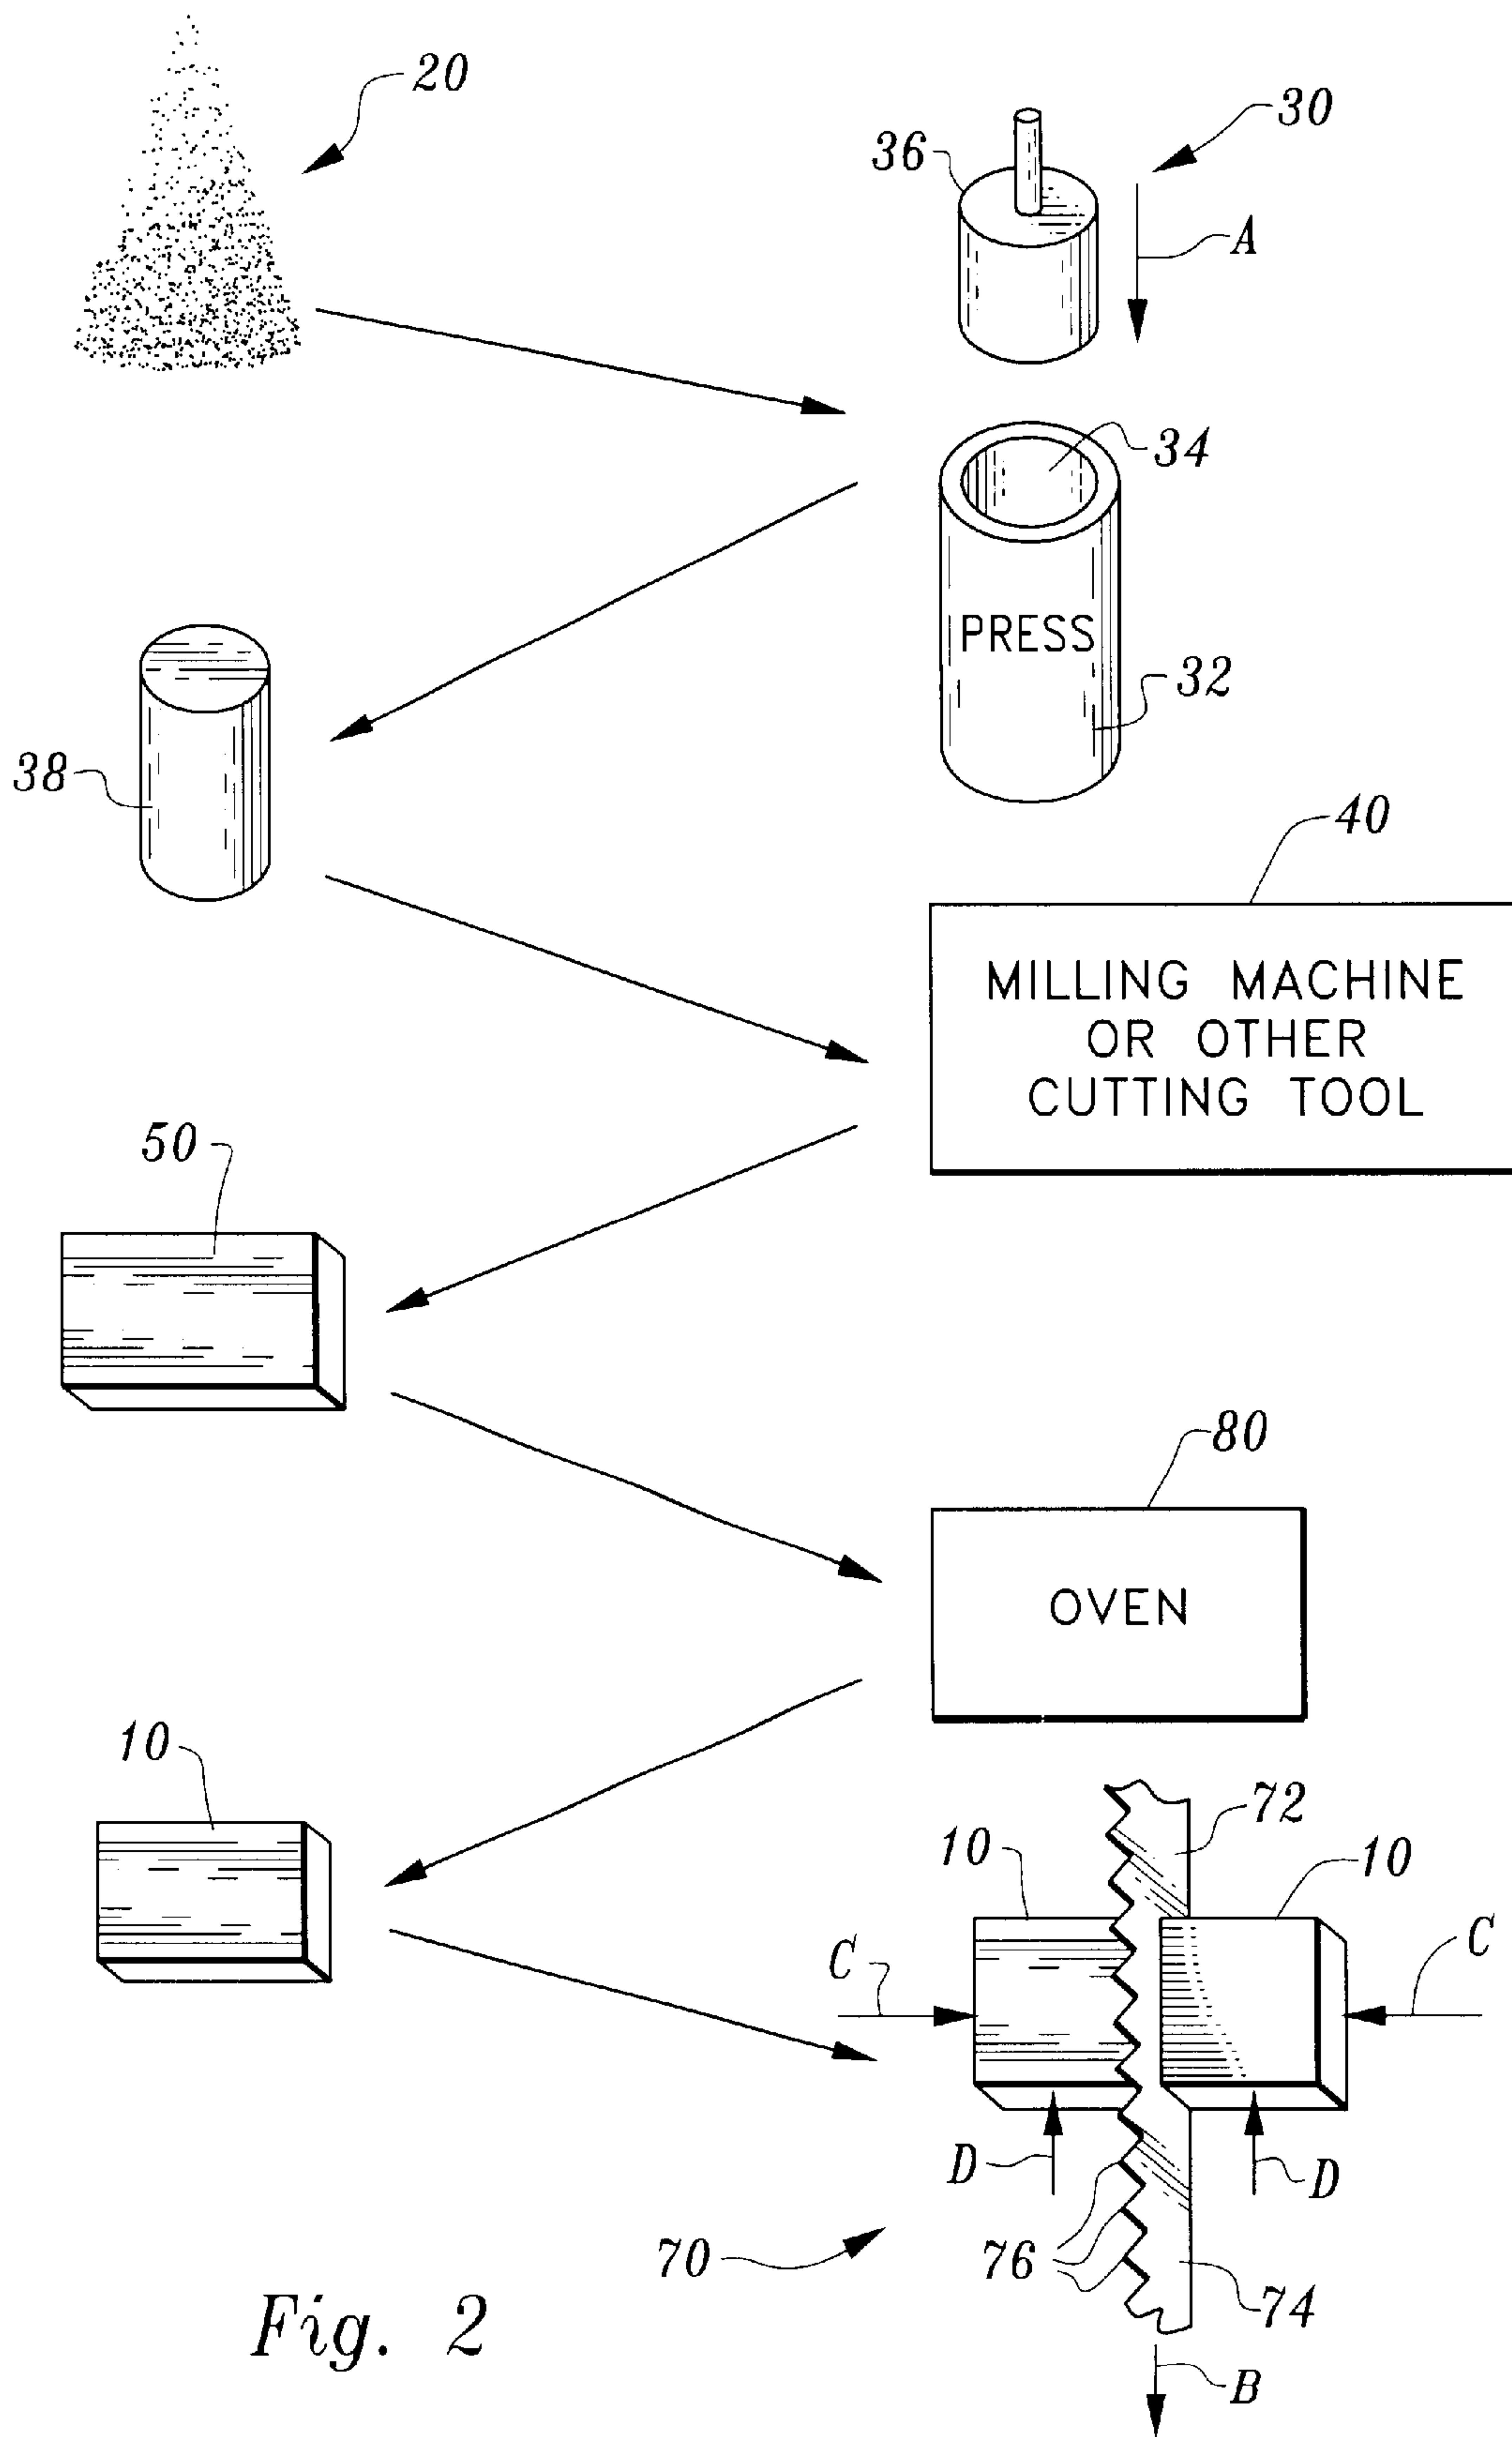 20
30
36
A
34
PRESS
32
38
40
MILLING MACHINE
OR OTHER
CUTTING TOOL
50
80
OVEN
10
72
10
10
C
C
D
D
70
76
74
Fig. 2
B